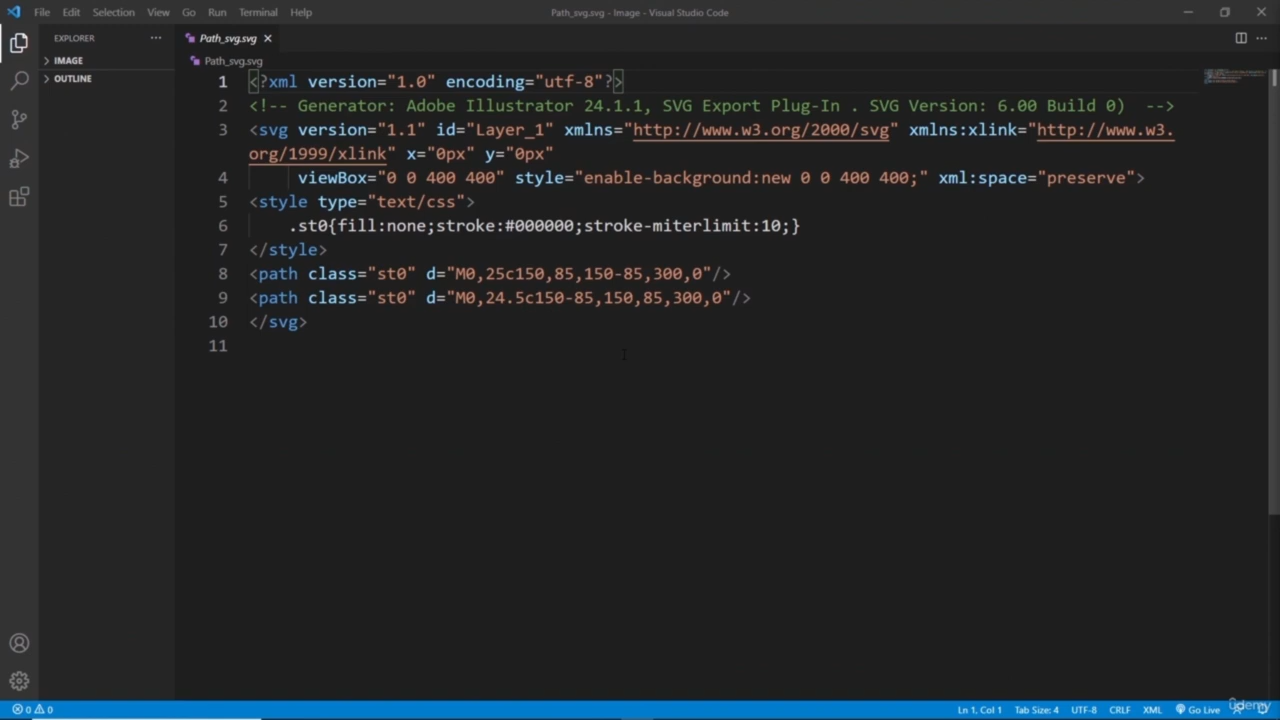 File Edit Selection View Go Run Terminal Help
Path_svg.svg - Image - Visual Studio Code
EXPLORER
Path_svg.svg
IMAGE
Path_svg.svg
OUTLINE
1 <?xml version="1.0" encoding="utf-8"?>
2 <!-- Generator: Adobe Illustrator 24.1.1, SVG Export Plug-In . SVG Version: 6.00 Build 0) -->
3 <svg version="1.1" id="Layer_1" xmlns="http://www.w3.org/2000/svg" xmlns:xlink="http://www.w3.
org/1999/xlink" x="0px" y="0px"
4 viewBox="0 0 400 400" style="enable-background:new 0 0 400 400;" xml:space="preserve">
5 <style type="text/css">
6 .st0{fill:none;stroke:#000000;stroke-miterlimit:10;}
7 </style>
8 <path class="st0" d="M0,25c150,85,150-85,300,0"/>
9 <path class="st0" d="M0,24.5c150-85,150,85,300,0"/>
10 </svg>
11
0 0
Ln 1, Col 1 Tab Size: 4 UTF-8 CRLF XML Go Live
udemy